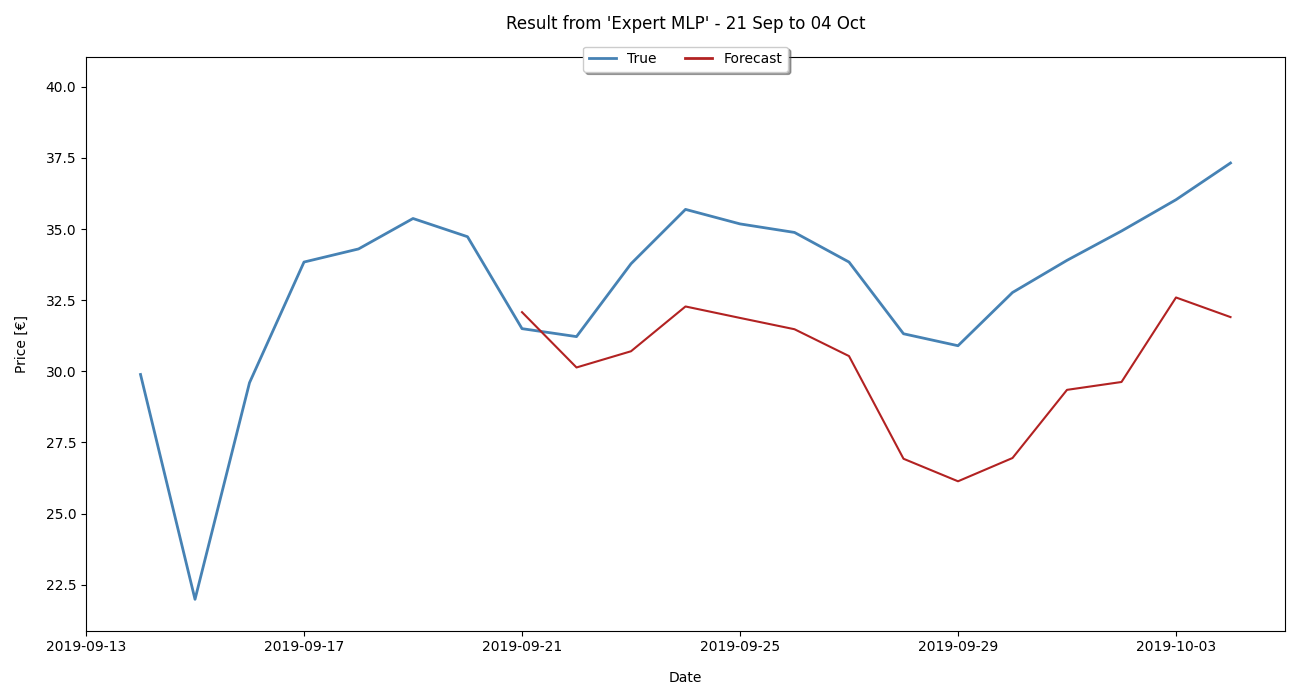 Result from 'Expert MLP' - 21 Sep to 04 Oct
True Forecast
40.0
37.5
35.0
32.5
30.0
27.5
25.0
22.5
Price [€]
2019-09-13 2019-09-17 2019-09-21 2019-09-25 2019-09-29 2019-10-03
Date